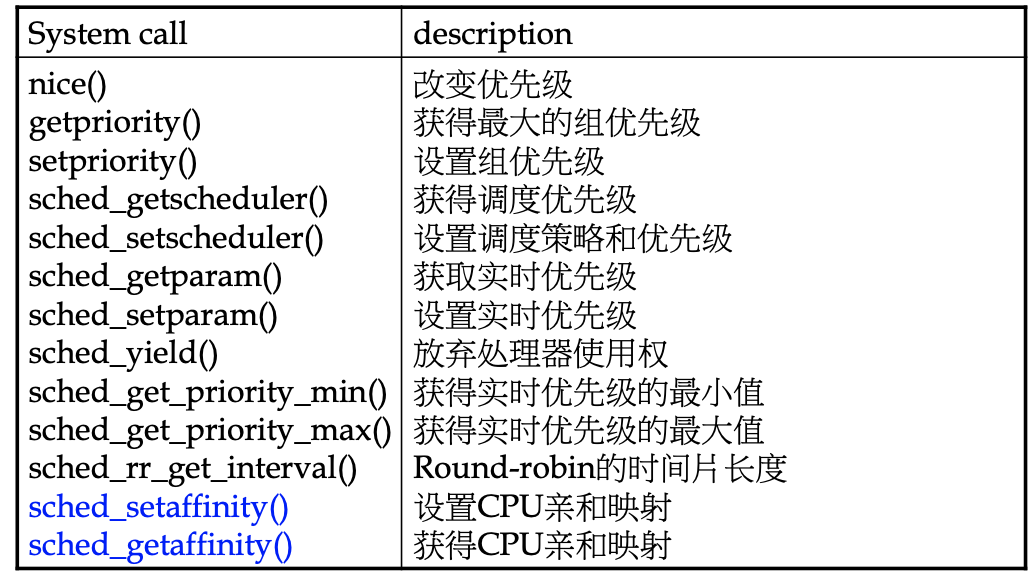 System call description
nice() 改变优先级
getpriority() 获得最大的组优先级
setpriority() 设置组优先级
sched_getscheduler() 获得调度优先级
sched_setscheduler() 设置调度策略和优先级
sched_getparam() 获取实时优先级
sched_setparam() 设置实时优先级
sched_yield() 放弃处理器使用权
sched_get_priority_min() 获得实时优先级的最小值
sched_get_priority_max() 获得实时优先级的最大值
sched_rr_get_interval() Round-robin的时间片长度
sched_setaffinity() 设置CPU亲和映射
sched_getaffinity() 获得CPU亲和映射